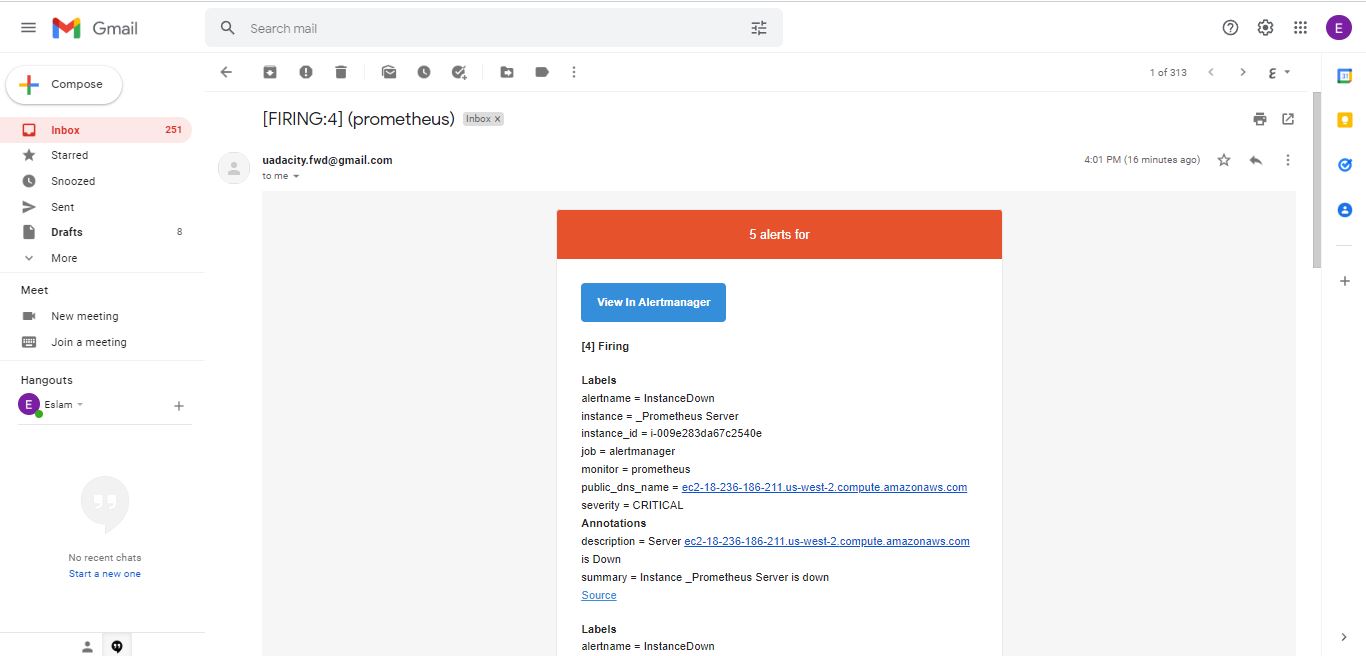 Gmail
Search mail
E
Compose
1 of 313
31
Inbox 251
Starred
Snoozed
Sent
Drafts 8
More
Meet
New meeting
Join a meeting
Hangouts
E Eslam
No recent chats
Start a new one
[FIRING:4] (prometheus) Inbox x
uadacity.fwd@gmail.com
4:01 PM (16 minutes ago)
to me
5 alerts for
View In Alertmanager
[4] Firing
Labels
alertname = InstanceDown
instance = _Prometheus Server
instance_id = i-009e283da67c2540e
job = alertmanager
monitor = prometheus
public_dns_name = ec2-18-236-186-211.us-west-2.compute.amazonaws.com
severity = CRITICAL
Annotations
description = Server ec2-18-236-186-211.us-west-2.compute.amazonaws.com
is Down
summary = Instance _Prometheus Server is down
Source
Labels
alertname = InstanceDown